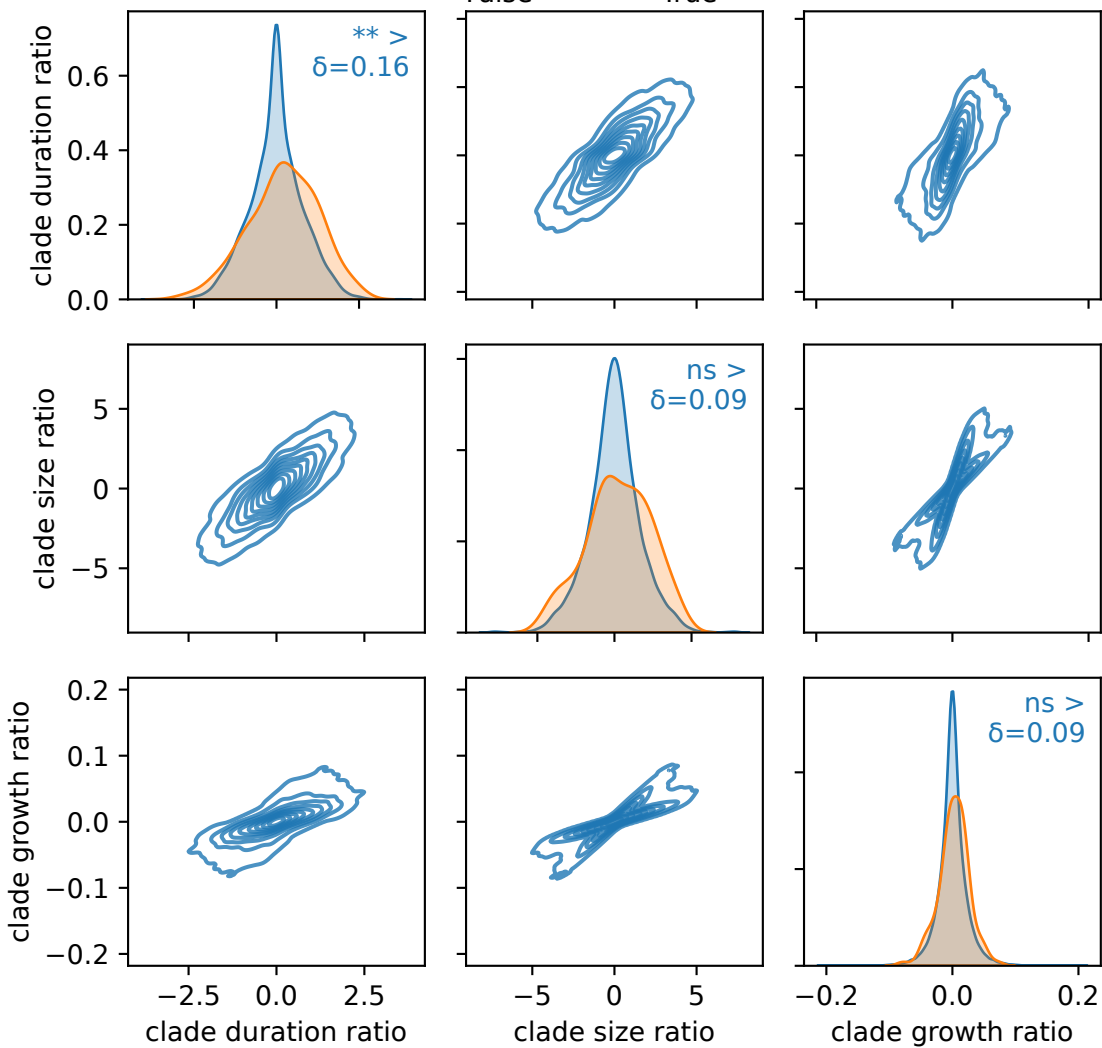 True
clade duration ratio
0.6
0.4
0.2
0.0
** >
δ=0.16
clade size ratio
5
0
−5
ns >
δ=0.09
clade growth ratio
0.2
0.1
0.0
−0.1
−0.2
ns >
δ=0.09
−2.5 0.0 2.5
−5 0 5
−0.2 0.0 0.2
clade duration ratio
clade size ratio
clade growth ratio